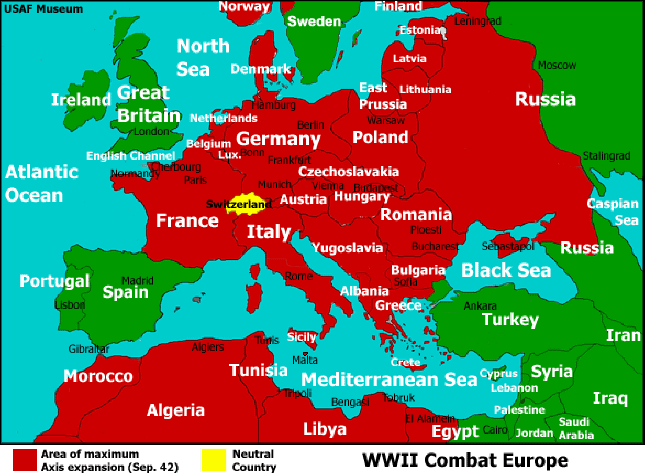 USAF Museum
Norway
Finland
Sweden
Leningrad
Estonia
North
Sea
Latvia
Moscow
Denmark
Lithuania
East
Prussia
Russia
Ireland
Great
Britain
Hamburg
Netherlands
Warsaw
London
Berlin
Germany
Poland
Belgium
Lux.
Bonn
English Channel
Stalingrad
Frankfurt
Cherbourg
Normandy
Paris
Czechoslavakia
Atlantic
Ocean
Munich
Vienna
Budapest
Switzerland
Austria
Hungary
Caspian
Sea
France
Romania
Ploesti
Italy
Bucharest
Sebastapol
Russia
Yugoslavia
Black Sea
Bulgaria
Sofia
Portugal
Madrid
Spain
Rome
Albania
Greece
Lisbon
Ankara
Turkey
Iran
Gibraltar
Algiers
Tunis
Sicily
Malta
Crete
Morocco
Tunisia
Mediterranean Sea
Cyprus
Syria
Lebanon
Tripoli
Bengasi
Tobruk
Iraq
Algeria
Libya
El Alamein
Egypt
Cairo
Palestine
Jordan
Saudi
Arabia
Area of maximum
Axis expansion (Sep. 42)
Neutral
Country
WWII Combat Europe